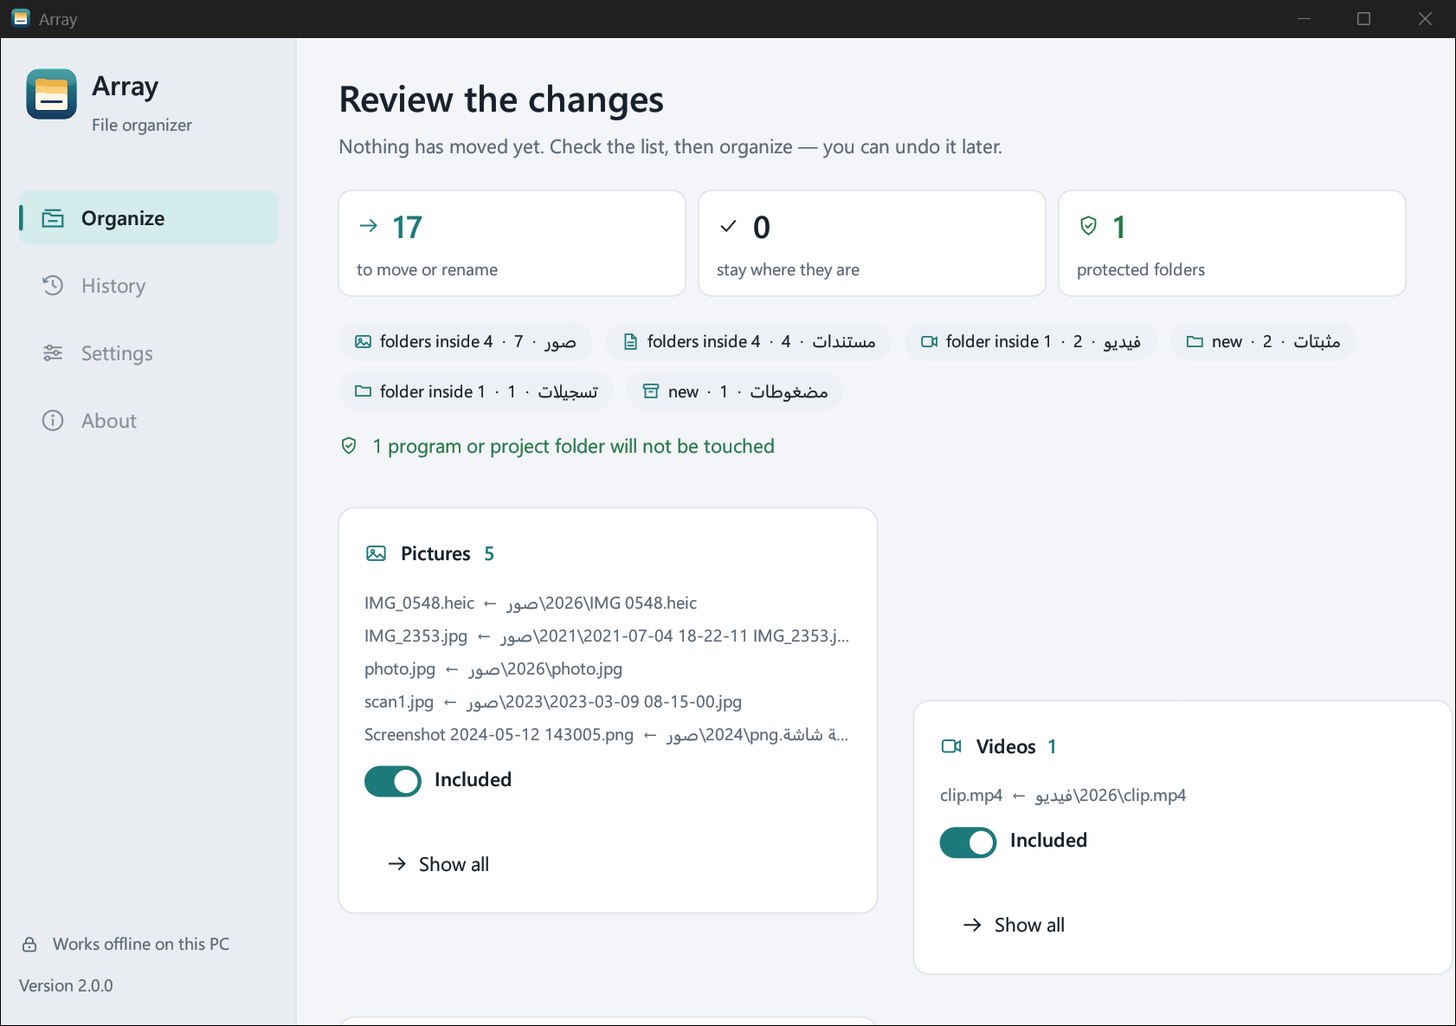 Array
Array
File organizer
Organize
History
Settings
About
Works offline on this PC
Version 2.0.0
Review the changes
Nothing has moved yet. Check the list, then organize — you can undo it later.
17
to move or rename
0
stay where they are
1
protected folders
صور · 7 · 4 folders inside
مستندات · 4 · 4 folders inside
فيديو · 2 · 1 folder inside
مثبتات · 2 · new
تسجيلات · 1 · 1 folder inside
مضغوطات · 1 · new
1 program or project folder will not be touched
Pictures 5
IMG_0548.heic ← صور\2026\IMG 0548.heic
IMG_2353.jpg ← صور\2021\2021-07-04 18-22-11 IMG_2353.j...
photo.jpg ← صور\2026\photo.jpg
scan1.jpg ← صور\2023\2023-03-09 08-15-00.jpg
Screenshot 2024-05-12 143005.png ← صور\2024\png.ة شاشة...
Included
Show all
Videos 1
clip.mp4 ← فيديو\2026\clip.mp4
Included
Show all